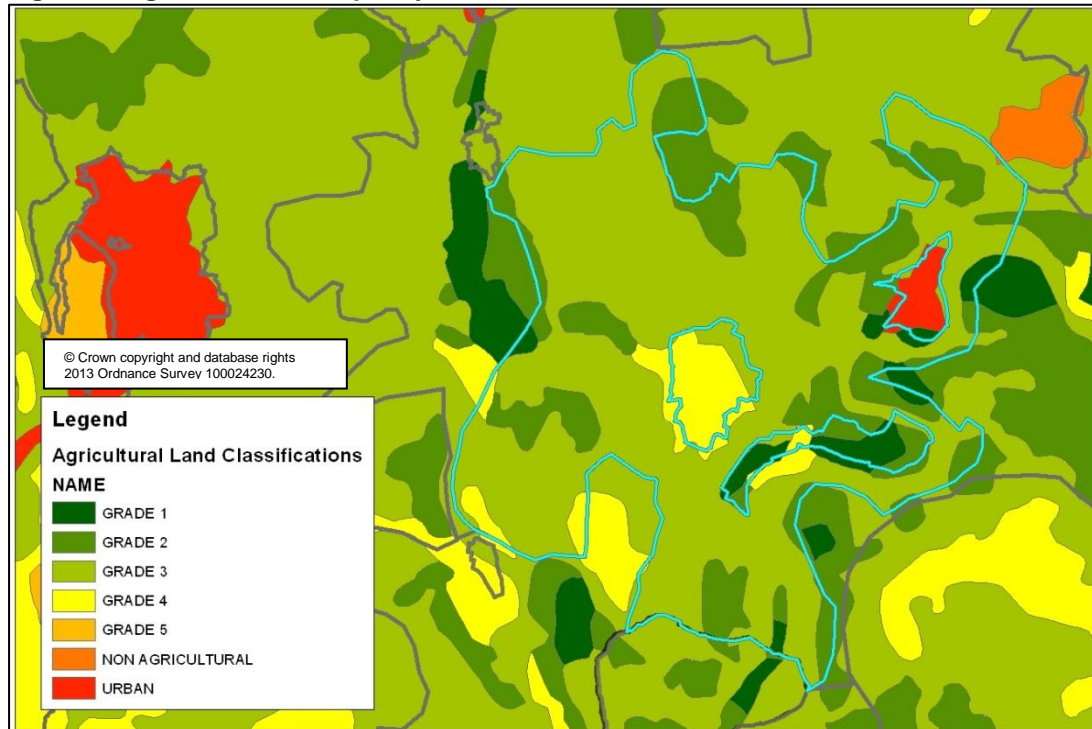 © Crown copyright and database rights
2013 Ordnance Survey 100024230.
Legend
Agricultural Land Classifications
NAME
GRADE 1
GRADE 2
GRADE 3
GRADE 4
GRADE 5
NON AGRICULTURAL
URBAN